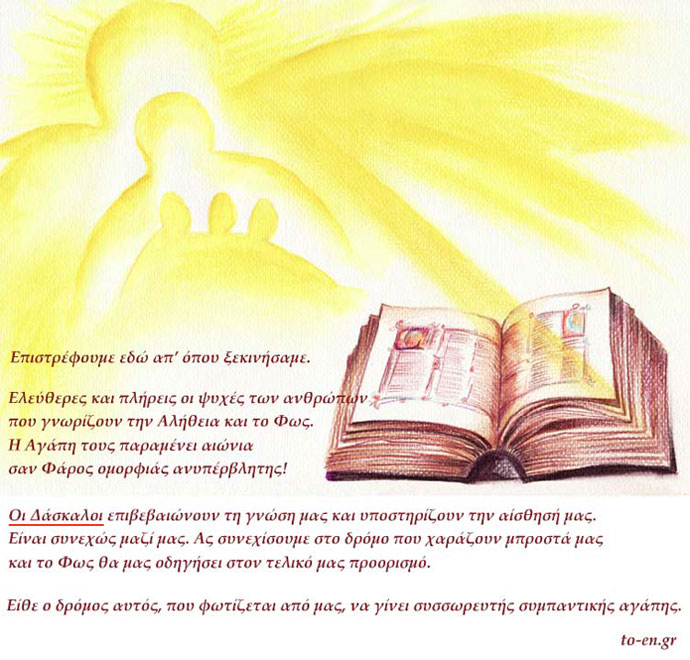 Επιστρέφουμε εδώ απ’ όπου ξεκινήσαμε.
Ελεύθερες και πλήρεις οι ψυχές των ανθρώπων
που γνωρίζουν την Αλήθεια και το Φως.
Η Αγάπη τους παραμένει αιώνια
σαν Φάρος ομορφιάς ανυπέρβλητης!
Οι Δάσκαλοι επιβεβαιώνουν τη γνώση μας και υποστηρίζουν την αίσθησή μας.
Είναι συνεχώς μαζί μας. Ας συνεχίσουμε στο δρόμο που χαράζουν μπροστά μας
και το Φως θα μας οδηγήσει στον τελικό μας προορισμό.
Είθε ο δρόμος αυτός, που φωτίζεται από μας, να γίνει συσσωρευτής συμπαντικής αγάπης.
to-en.gr